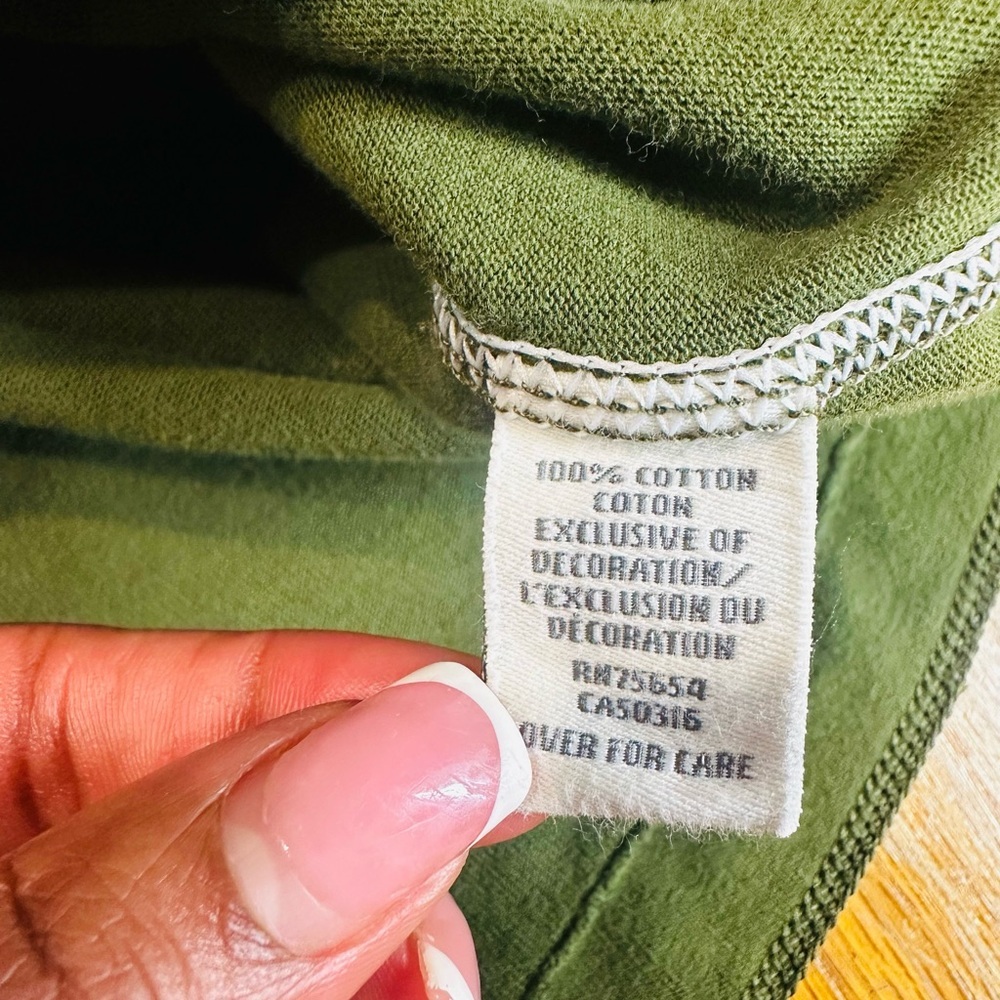 100% COTTON
COTON
EXCLUSIVE OF
DECORATION/
L'EXCLUSION DU
DÉCORATION
RN75654
CA50316
OVER FOR CARE